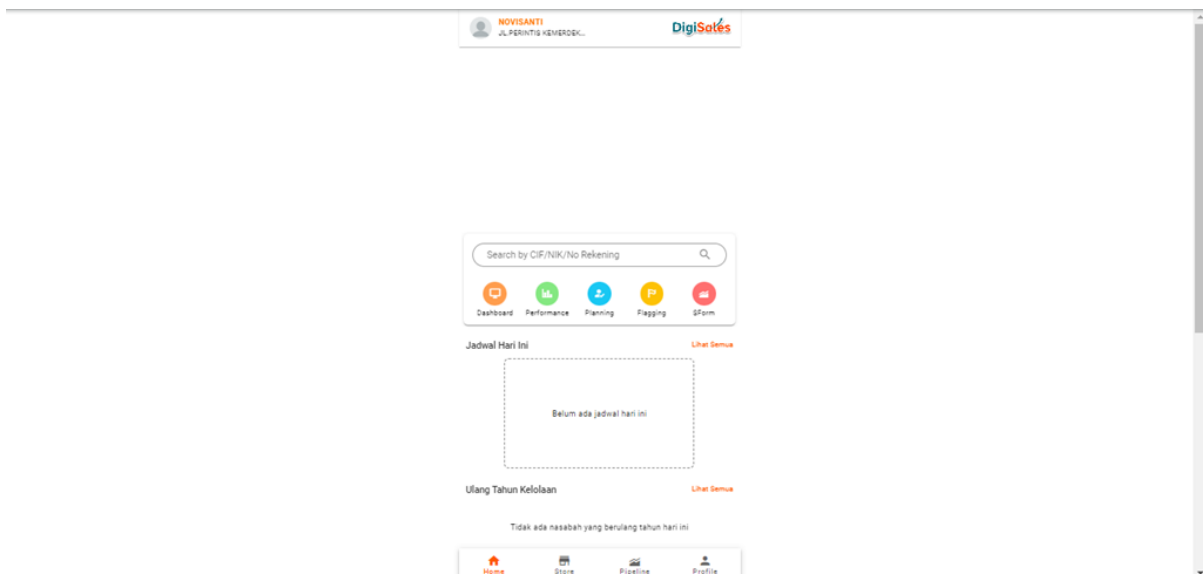 NOVISANTI
JL.PERINTIS KEMERDEK...
DigiSales
Search by CIF/NIK/No Rekening
Dashboard Performance Planning Flagging BForm
Jadwal Hari Ini Lihat Semua
Belum ada jadwal hari ini
Ulang Tahun Kelolaan Lihat Semua
Tidak ada nasabah yang berulang tahun hari ini
Home Store Pipeline Profile